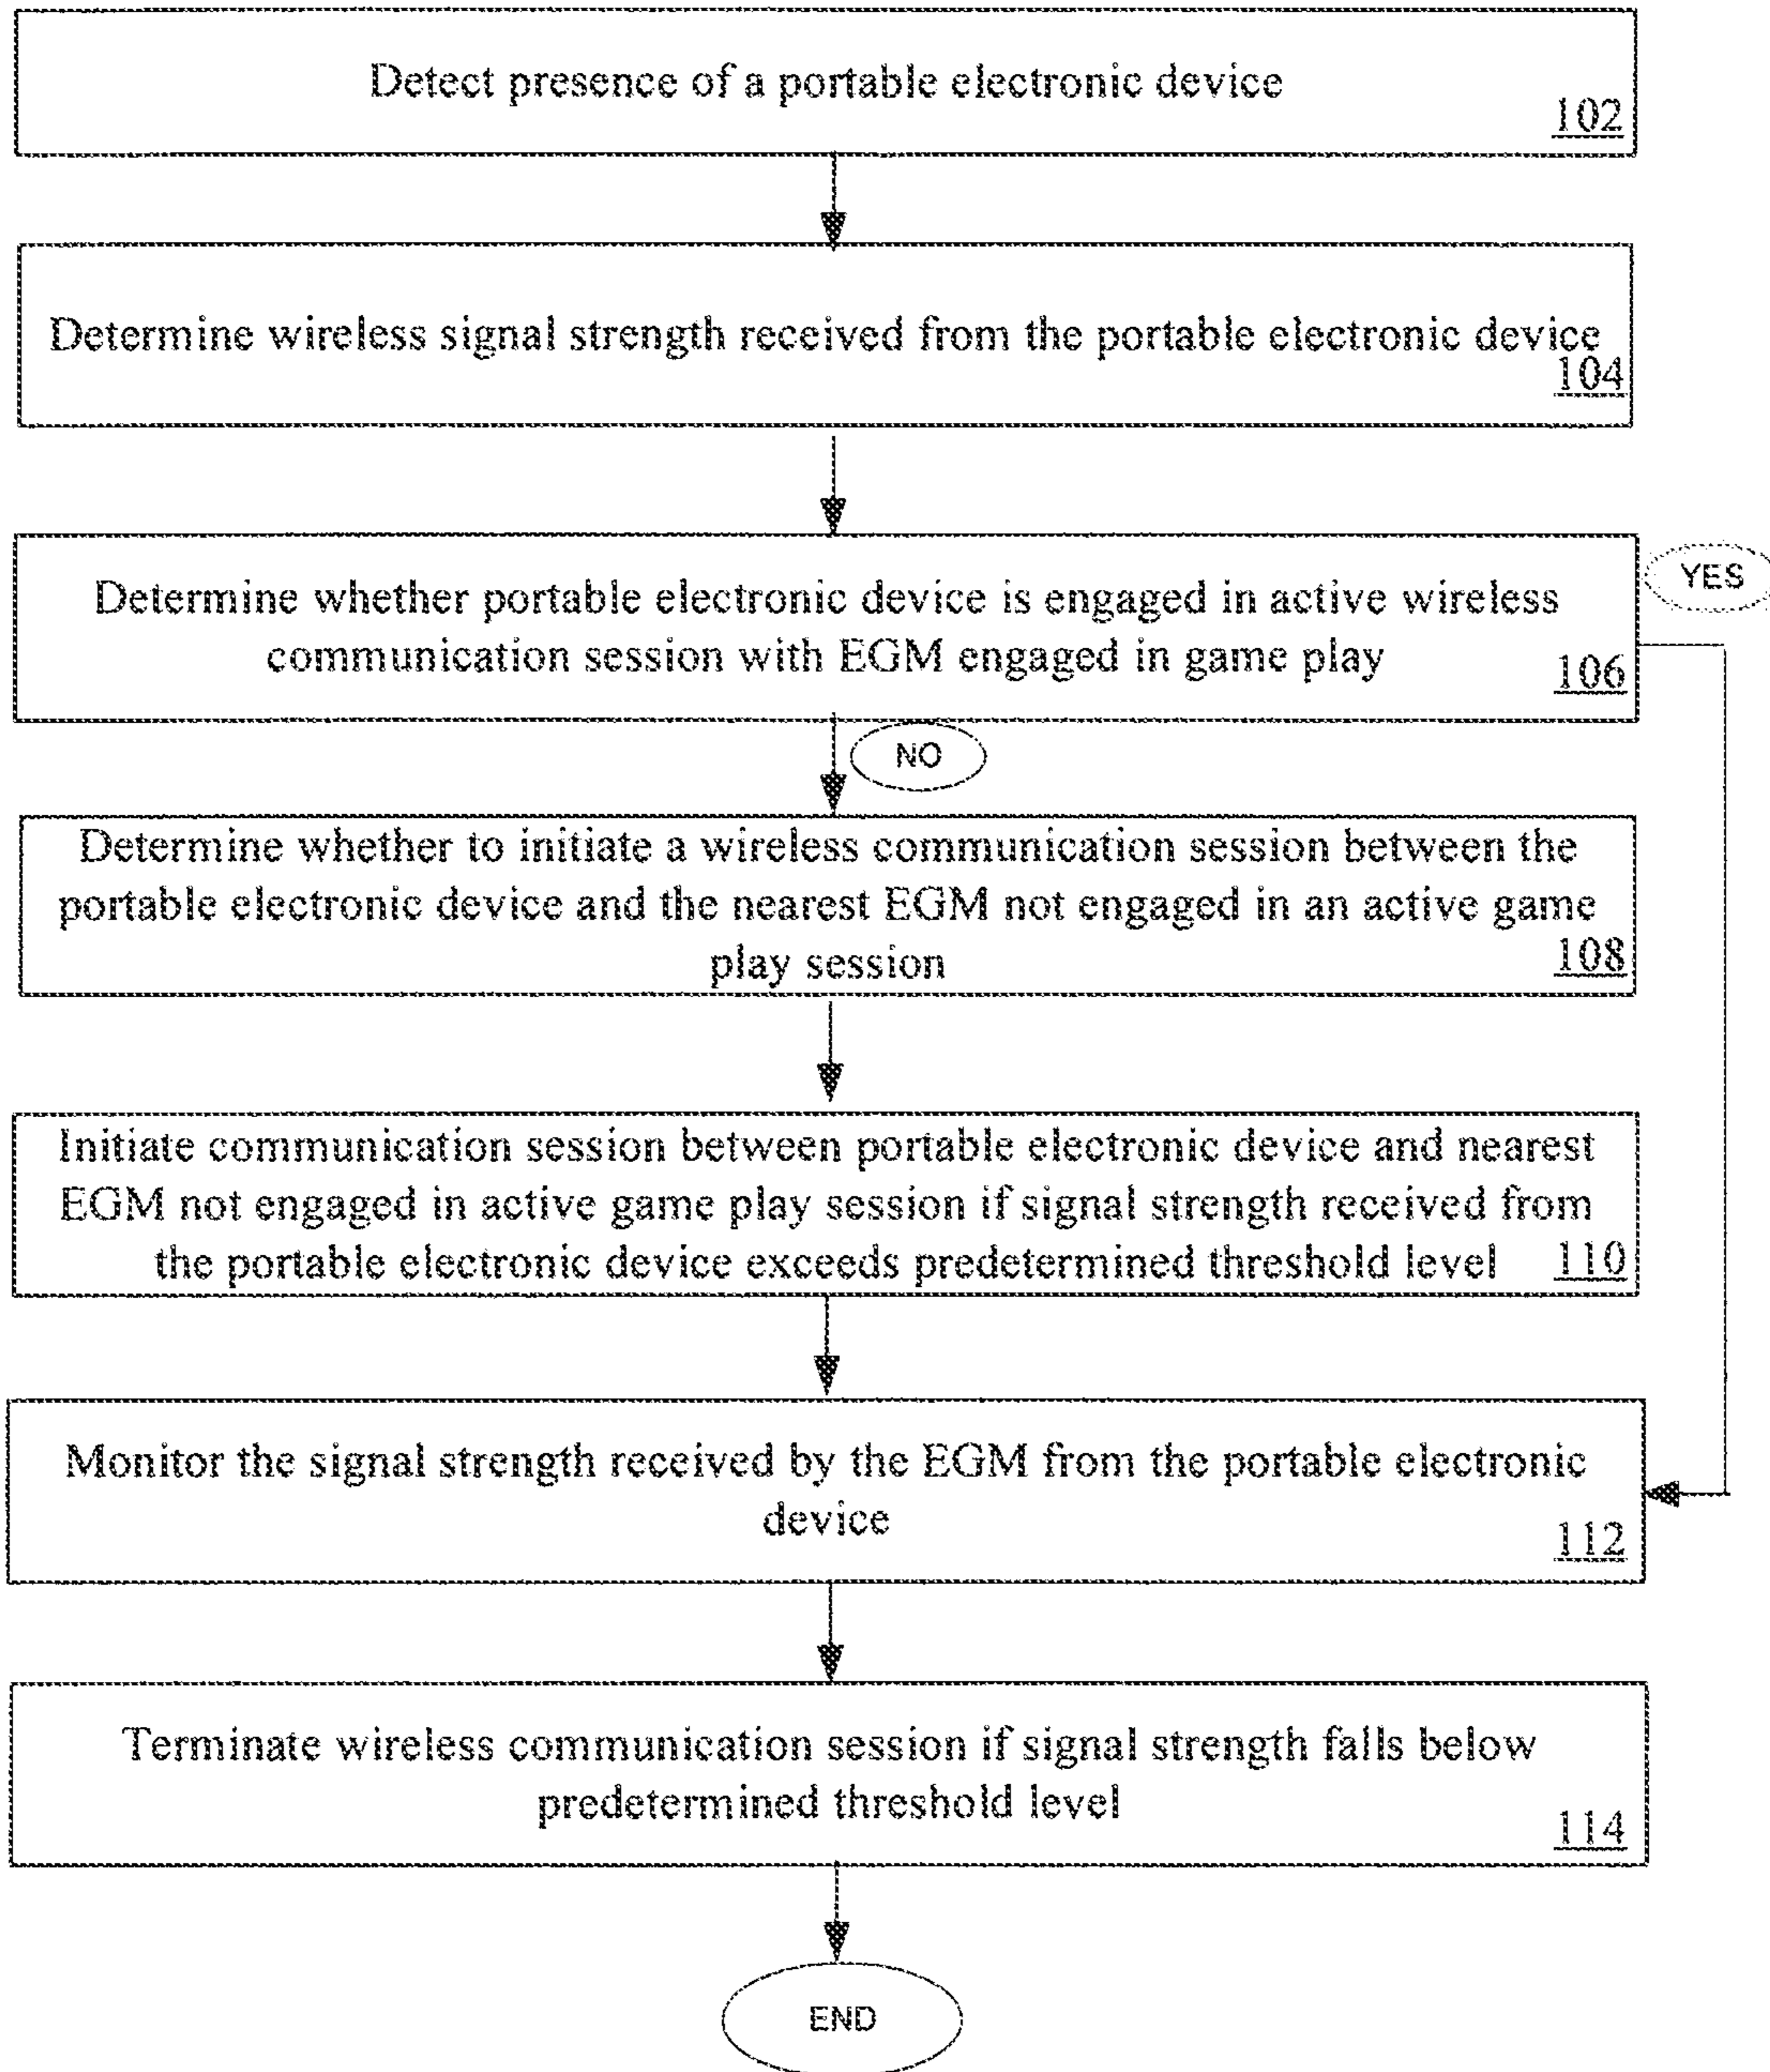 Detect presence of a portable electronic device
102
Determine wireless signal strength received from the portable electronic device
104
Determine whether portable electronic device is engaged in active wireless
communication session with EGM engaged in game play
106
YES
NO
Determine whether to initiate a wireless communication session between the
portable electronic device and the nearest EGM not engaged in an active game
play session
108
Initiate communication session between portable electronic device and nearest
EGM not engaged in active game play session if signal strength received from
the portable electronic device exceeds predetermined threshold level
110
Monitor the signal strength received by the EGM from the portable electronic
device
112
Terminate wireless communication session if signal strength falls below
predetermined threshold level
114
END